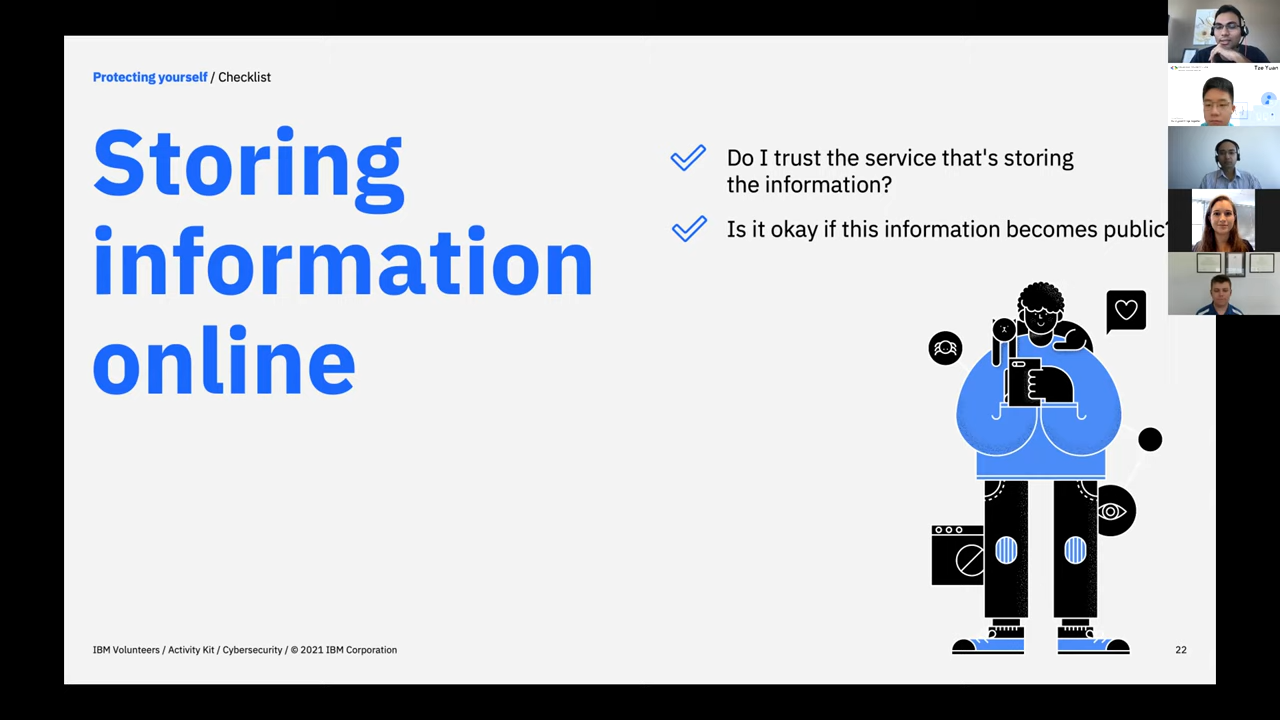 Protecting yourself / Checklist
Storing
information
online
Do I trust the service that's storing
the information?
Is it okay if this information becomes public?
IBM Volunteers / Activity Kit / Cybersecurity / © 2021 IBM Corporation
22
Tze Yuan